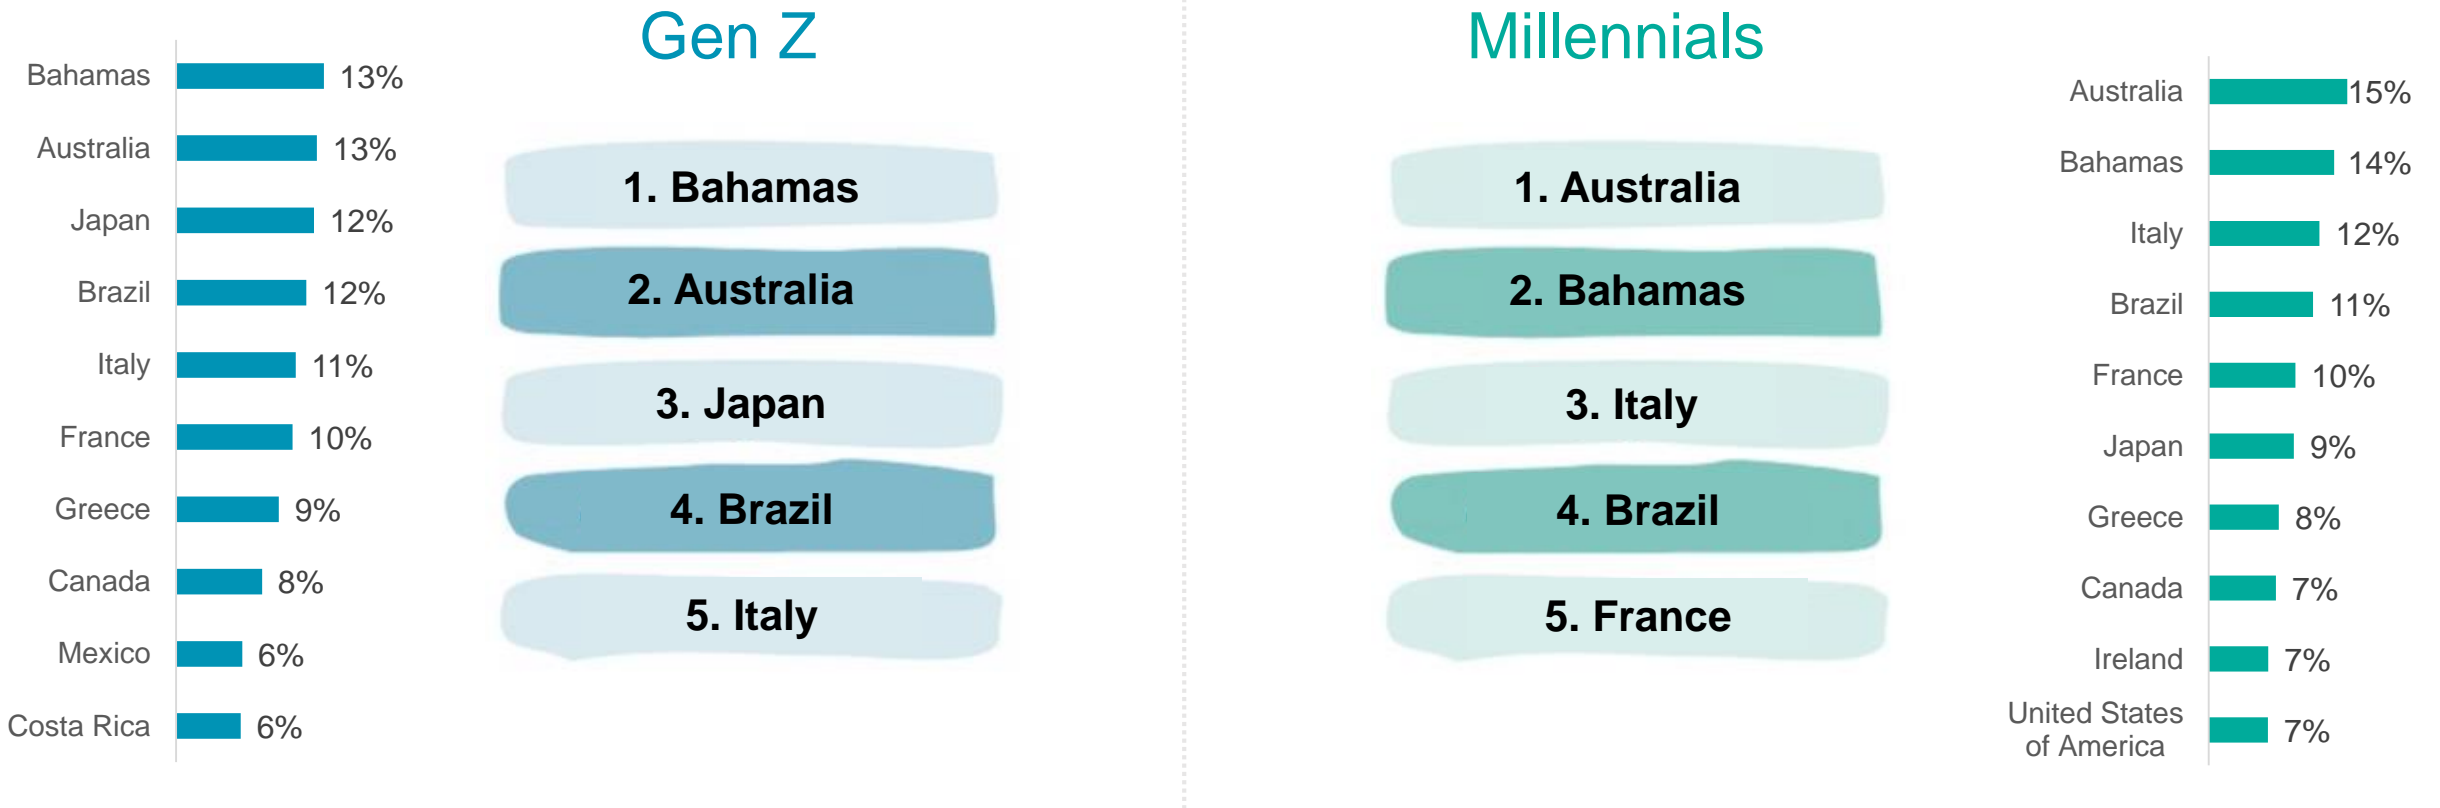 Gen Z
Bahamas 13%
Australia 13%
Japan 12%
Brazil 12%
Italy 11%
France 10%
Greece 9%
Canada 8%
Mexico 6%
Costa Rica 6%
1. Bahamas
2. Australia
3. Japan
4. Brazil
5. Italy
Millennials
1. Australia
2. Bahamas
3. Italy
4. Brazil
5. France
Australia 15%
Bahamas 14%
Italy 12%
Brazil 11%
France 10%
Japan 9%
Greece 8%
Canada 7%
Ireland 7%
United States
of America 7%